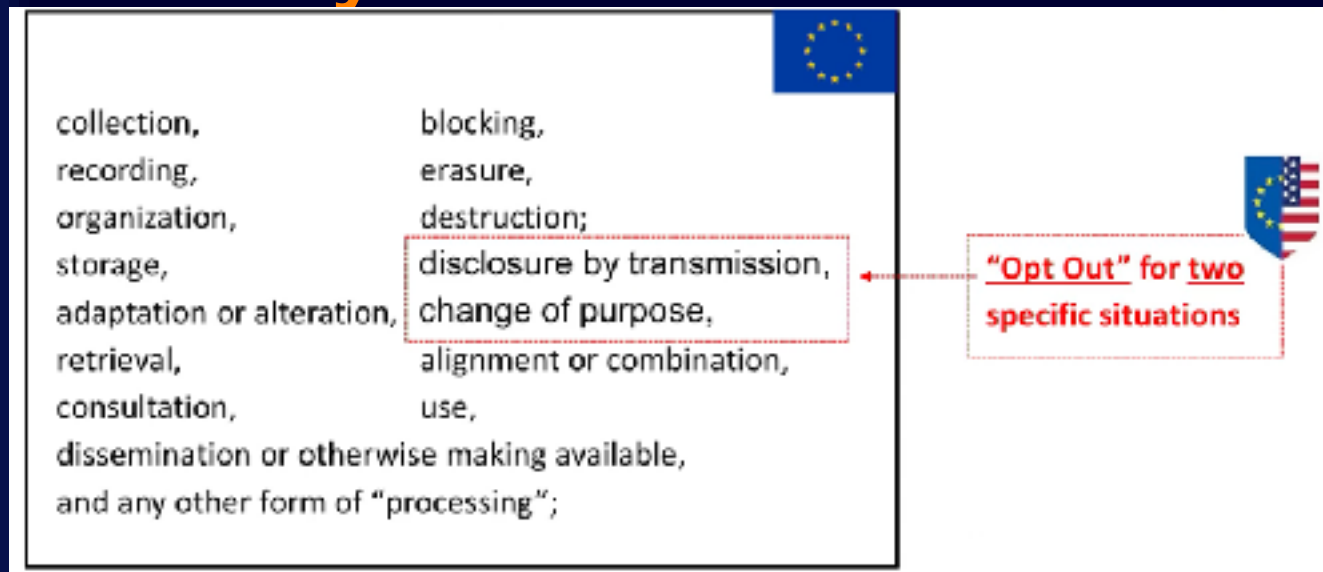 collection, blocking,
recording, erasure,
organization, destruction;
storage, disclosure by transmission,
adaptation or alteration, change of purpose,
retrieval, alignment or combination,
consultation, use,
dissemination or otherwise making available,
and any other form of “processing”;
“Opt Out” for two
specific situations